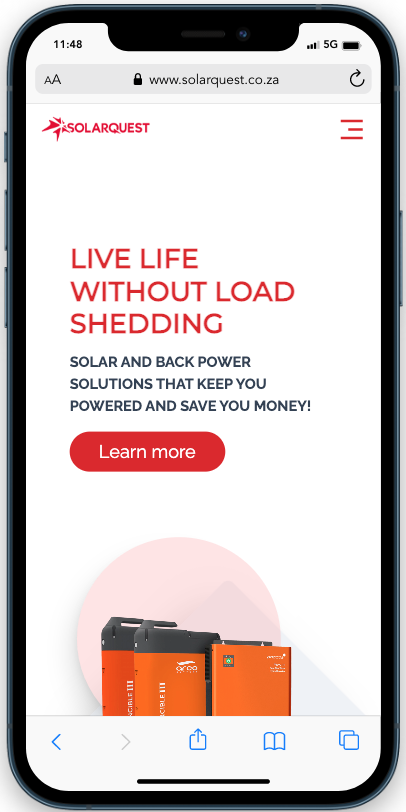 11:48
5G
AA
www.solarquest.co.za
SOLARQUEST
LIVE LIFE
WITHOUT LOAD
SHEDDING
SOLAR AND BACK POWER
SOLUTIONS THAT KEEP YOU
POWERED AND SAVE YOU MONEY!
Learn more